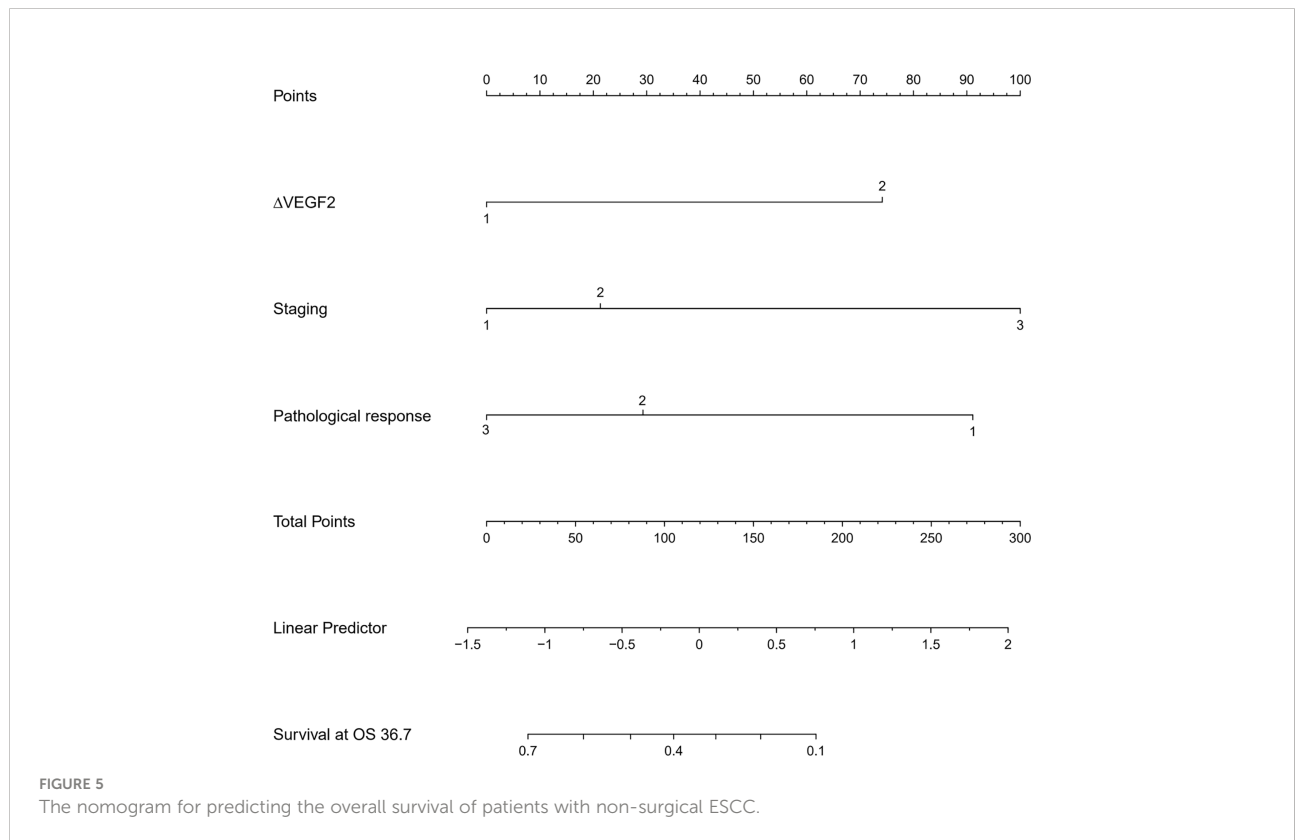 0 10 20 30 40 50 60 70 80 90 100
Points
2
ΔVEGF2
1
2
Staging
1 3
2
Pathological response
3 1
Total Points
0 50 100 150 200 250 300
Linear Predictor
−1.5 −1 −0.5 0 0.5 1 1.5 2
Survival at OS 36.7
0.7 0.4 0.1
FIGURE 5
The nomogram for predicting the overall survival of patients with non-surgical ESCC.